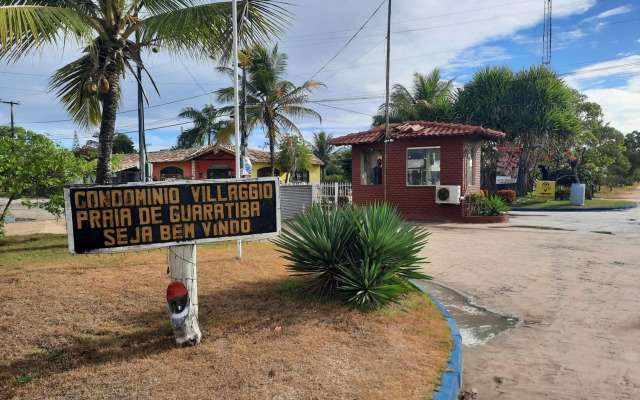 CONDOMINIO VILLAGGIO
PRAIA DE GUARATIBA
SEJA BEM VINDO